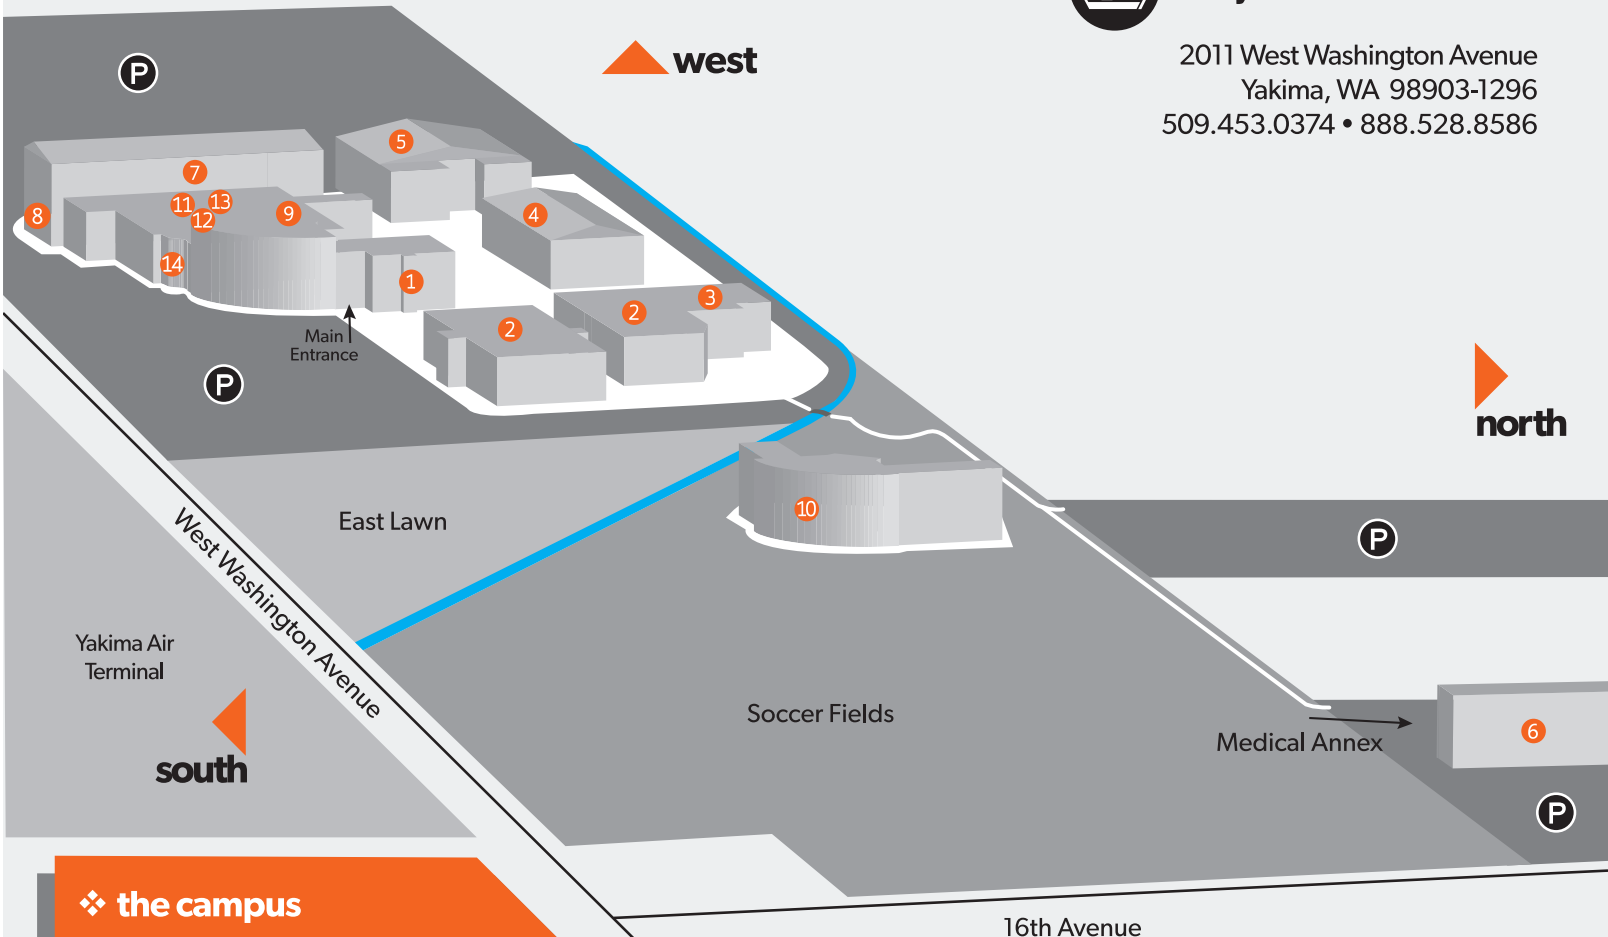 west
2011 West Washington Avenue
Yakima, WA 98903-1296
509.453.0374 • 888.528.8586
P
5
7
8
11
13
12
9
4
14
1
3
2
2
Main
Entrance
P
north
10
East Lawn
P
West Washington Avenue
Yakima Air
Terminal
south
Soccer Fields
Medical Annex
6
P
the campus
16th Avenue